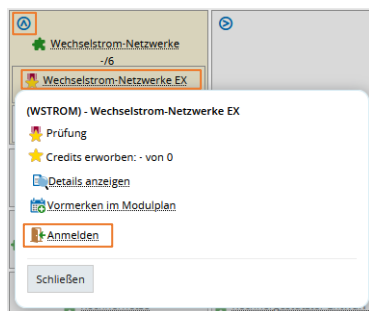 Wechselstrom-Netzwerke
-/6
Wechselstrom-Netzwerke EX
(WSTROM) - Wechselstrom-Netzwerke EX
Prüfung
Credits erworben: - von 0
Details anzeigen
Vormerken im Modulplan
Anmelden
Schließen